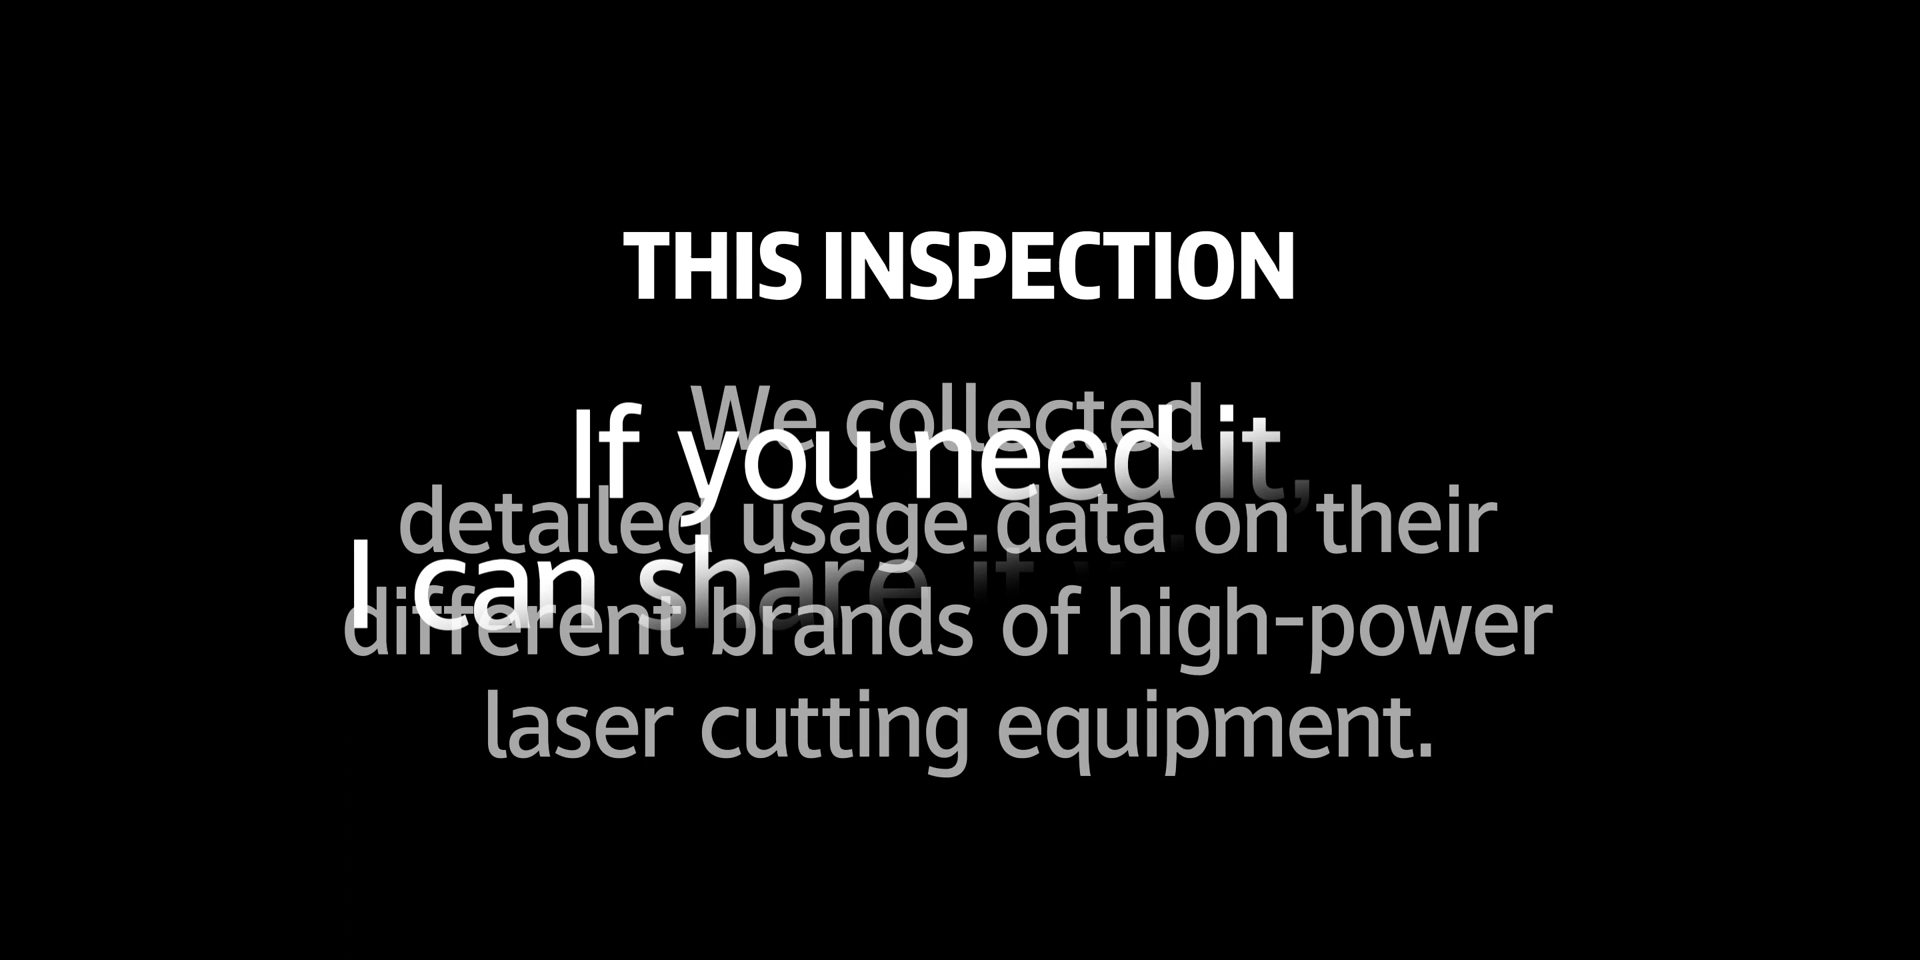 THIS INSPECTION
We collected
detailed usage data on their
different brands of high-power
laser cutting equipment.
If you need it,
I can share it